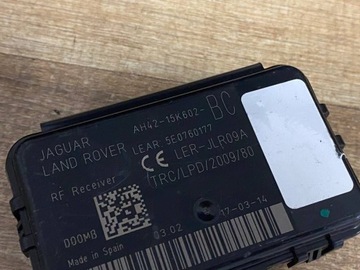 AH42-15K602-BC
JAGUAR
LAND ROVER
LEAR 5E0760177
CE LER-JLR09A
RF Receiver
TRC/LPD/2009/80
D00MB
Made in Spain
03.02
17-03-14